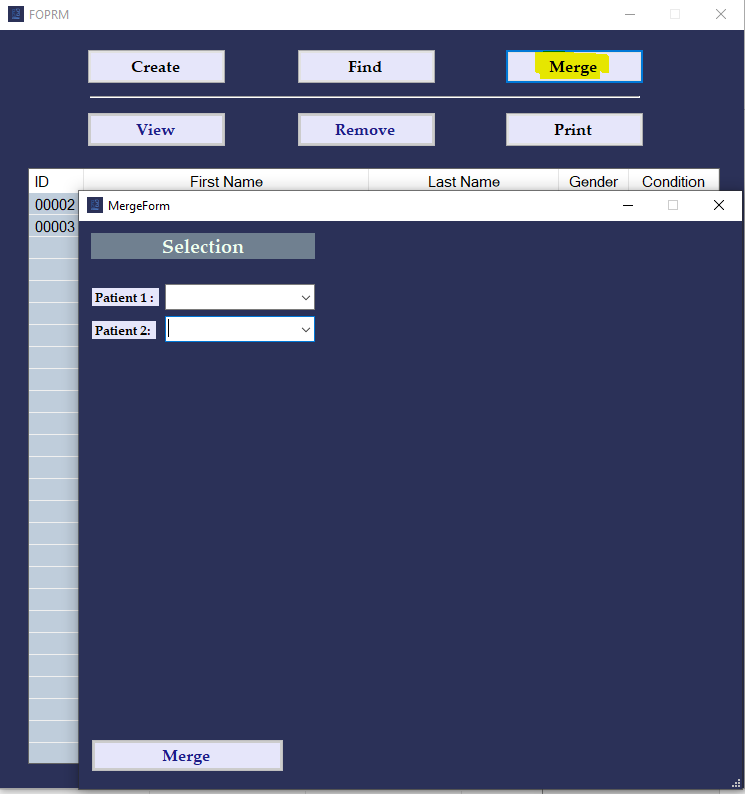 FOPRM
Create Find Merge
View Remove Print
ID First Name Last Name Gender Condition
00002
00003
MergeForm
Selection
Patient 1 :
Patient 2:
Merge